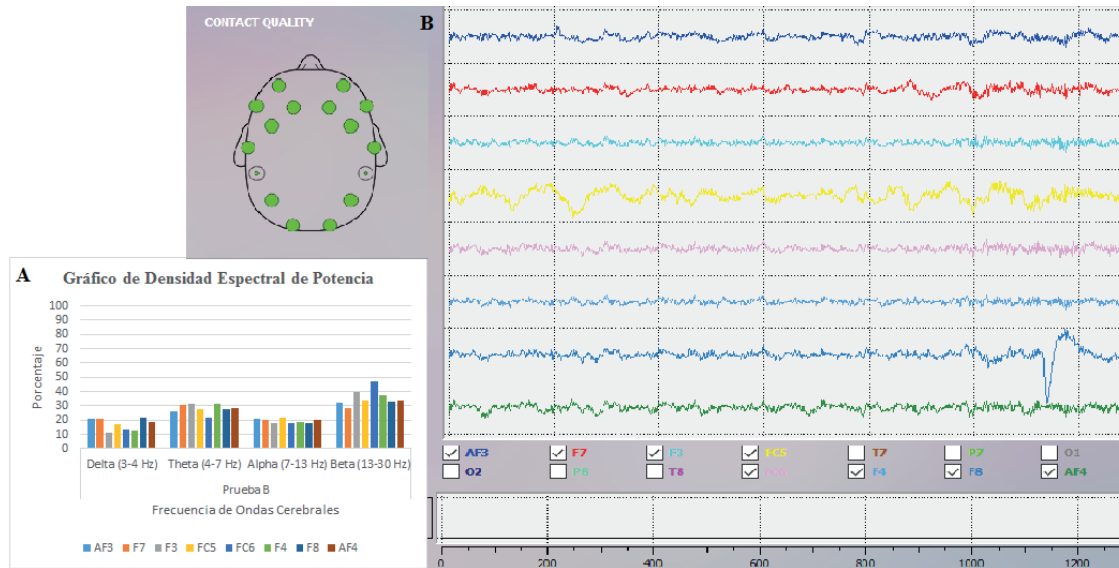 CONTACT QUALITY
B
A
Gráfico de Densidad Espectral de Potencia
Porcentaje
100
90
80
70
60
50
40
30
20
10
0
Delta (3-4 Hz) Theta (4-7 Hz) Alpha (7-13 Hz) Beta (13-30 Hz)
Prueba B
Frecuencia de Ondas Cerebrales
AF3 F7 F3 FC5 FC6 F4 F8 AF4
AF3 F7 F3 FC5 T7 P7 O1
O2 P8 T8 FC6 F4 F8 AF4
0 200 400 600 800 1000 1200